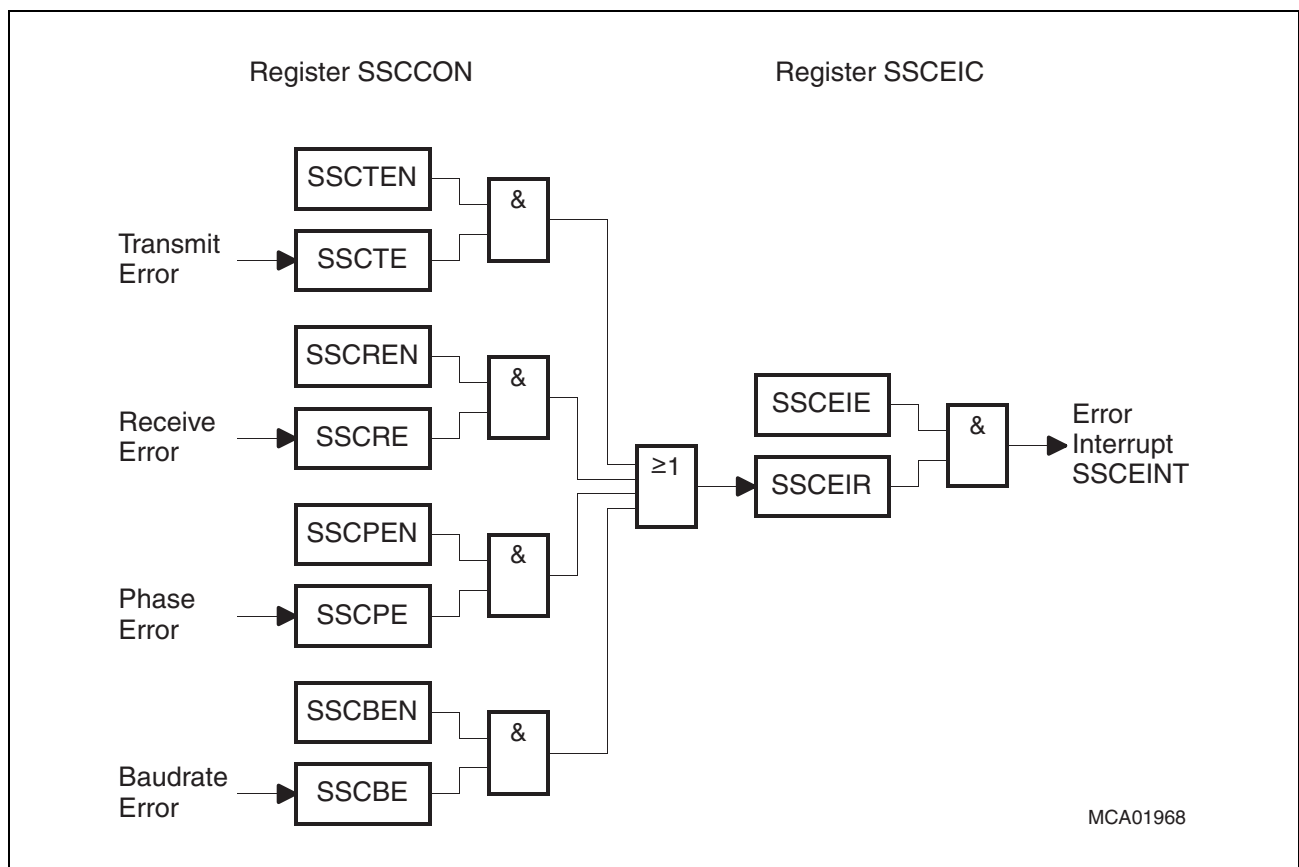 Register SSCCON
Register SSCEIC
SSCTEN
&
Transmit
Error
SSCTE
SSCREN
&
Receive
Error
SSCRE
SSCPEN
&
Phase
Error
SSCPE
SSCBEN
&
Baudrate
Error
SSCBE
≥1
SSCEIE
SSCEIR
&
Error
Interrupt
SSCEINT
MCA01968